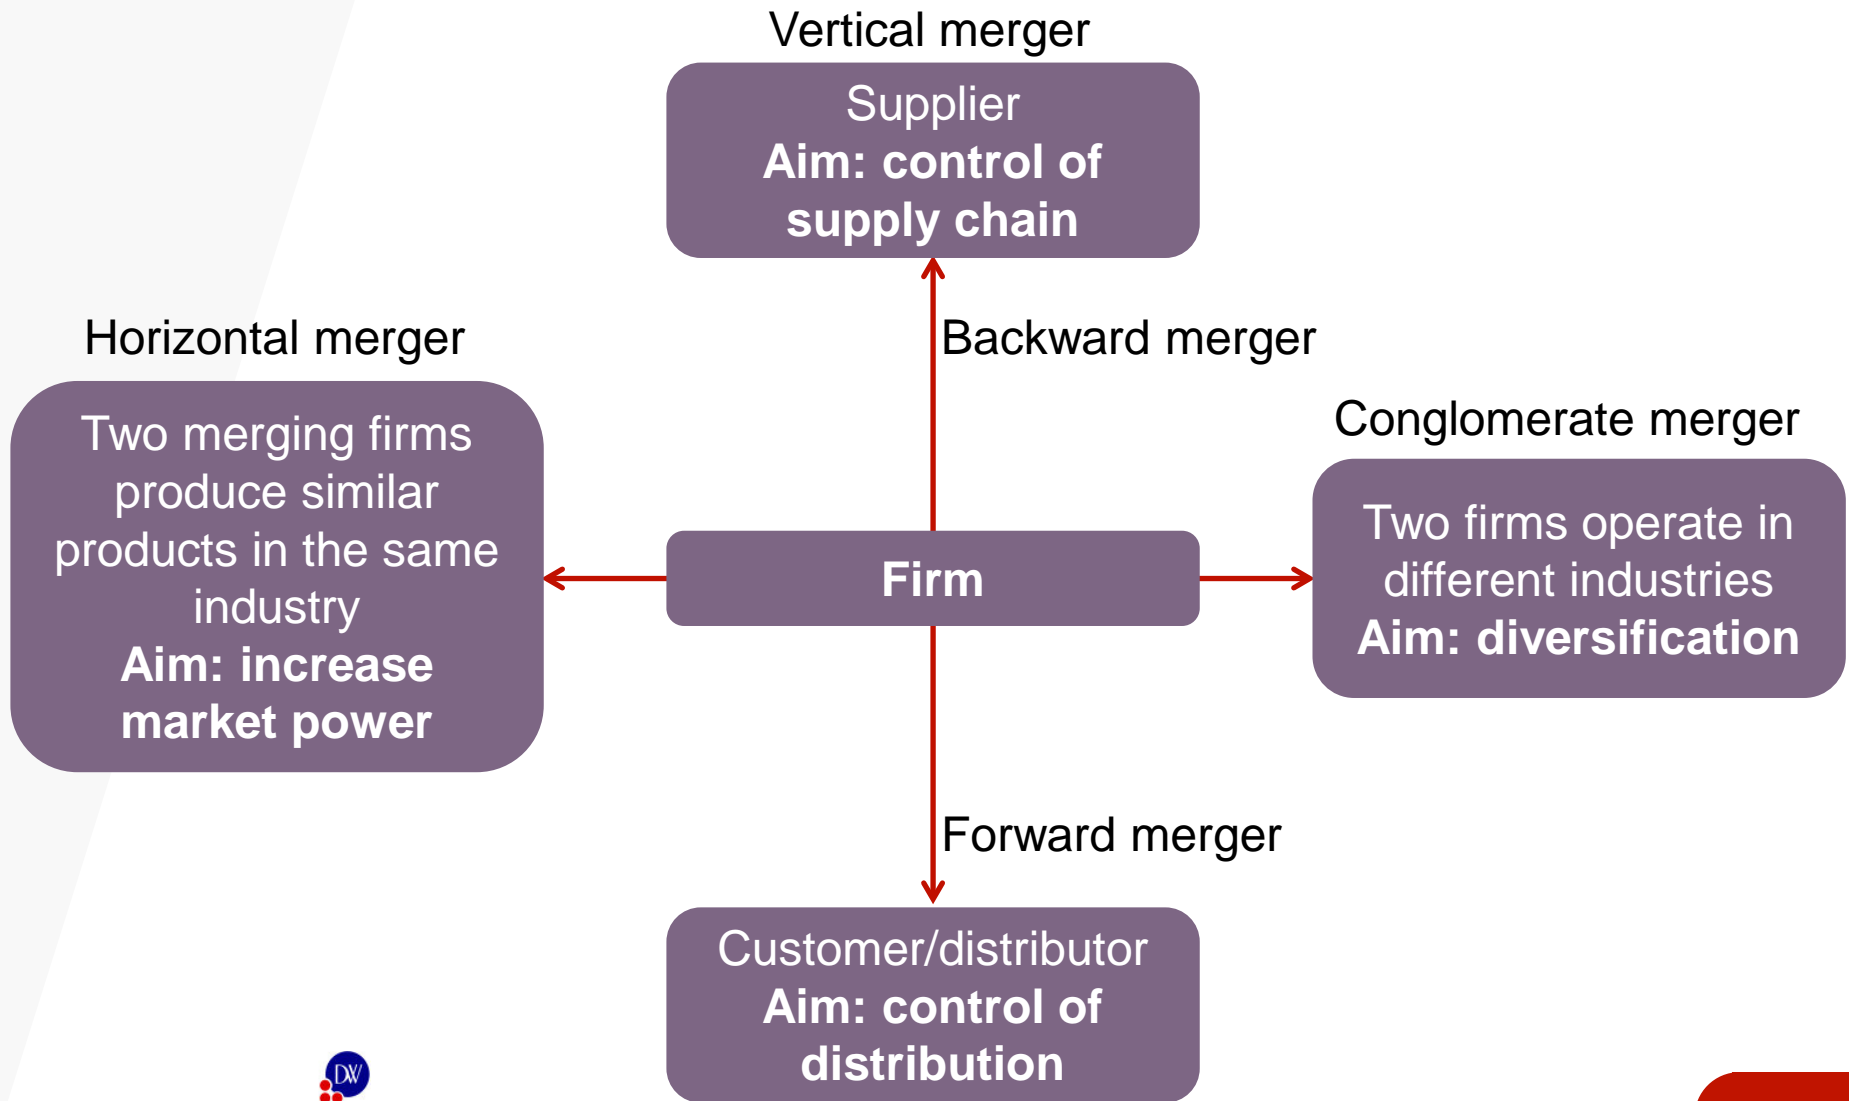 Vertical merger
Supplier
Aim: control of
supply chain
Horizontal merger
Backward merger
Two merging firms
produce similar
products in the same
industry
Aim: increase
market power
Conglomerate merger
Two firms operate in
different industries
Aim: diversification
Firm
Forward merger
Customer/distributor
Aim: control of
distribution
DW